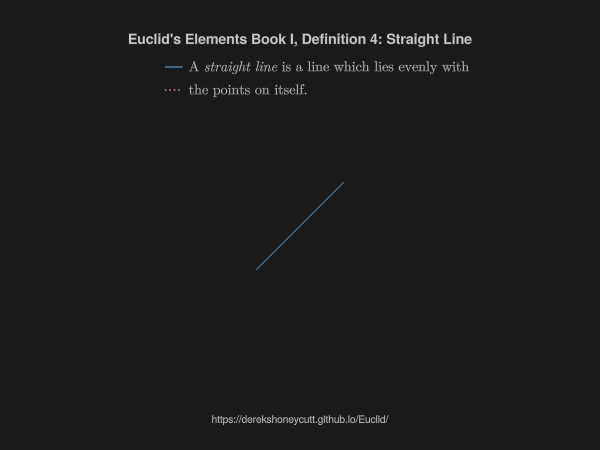 Euclid's Elements Book I, Definition 4: Straight Line
A straight line is a line which lies evenly with
the points on itself.
https://derekshoneycutt.github.io/Euclid/